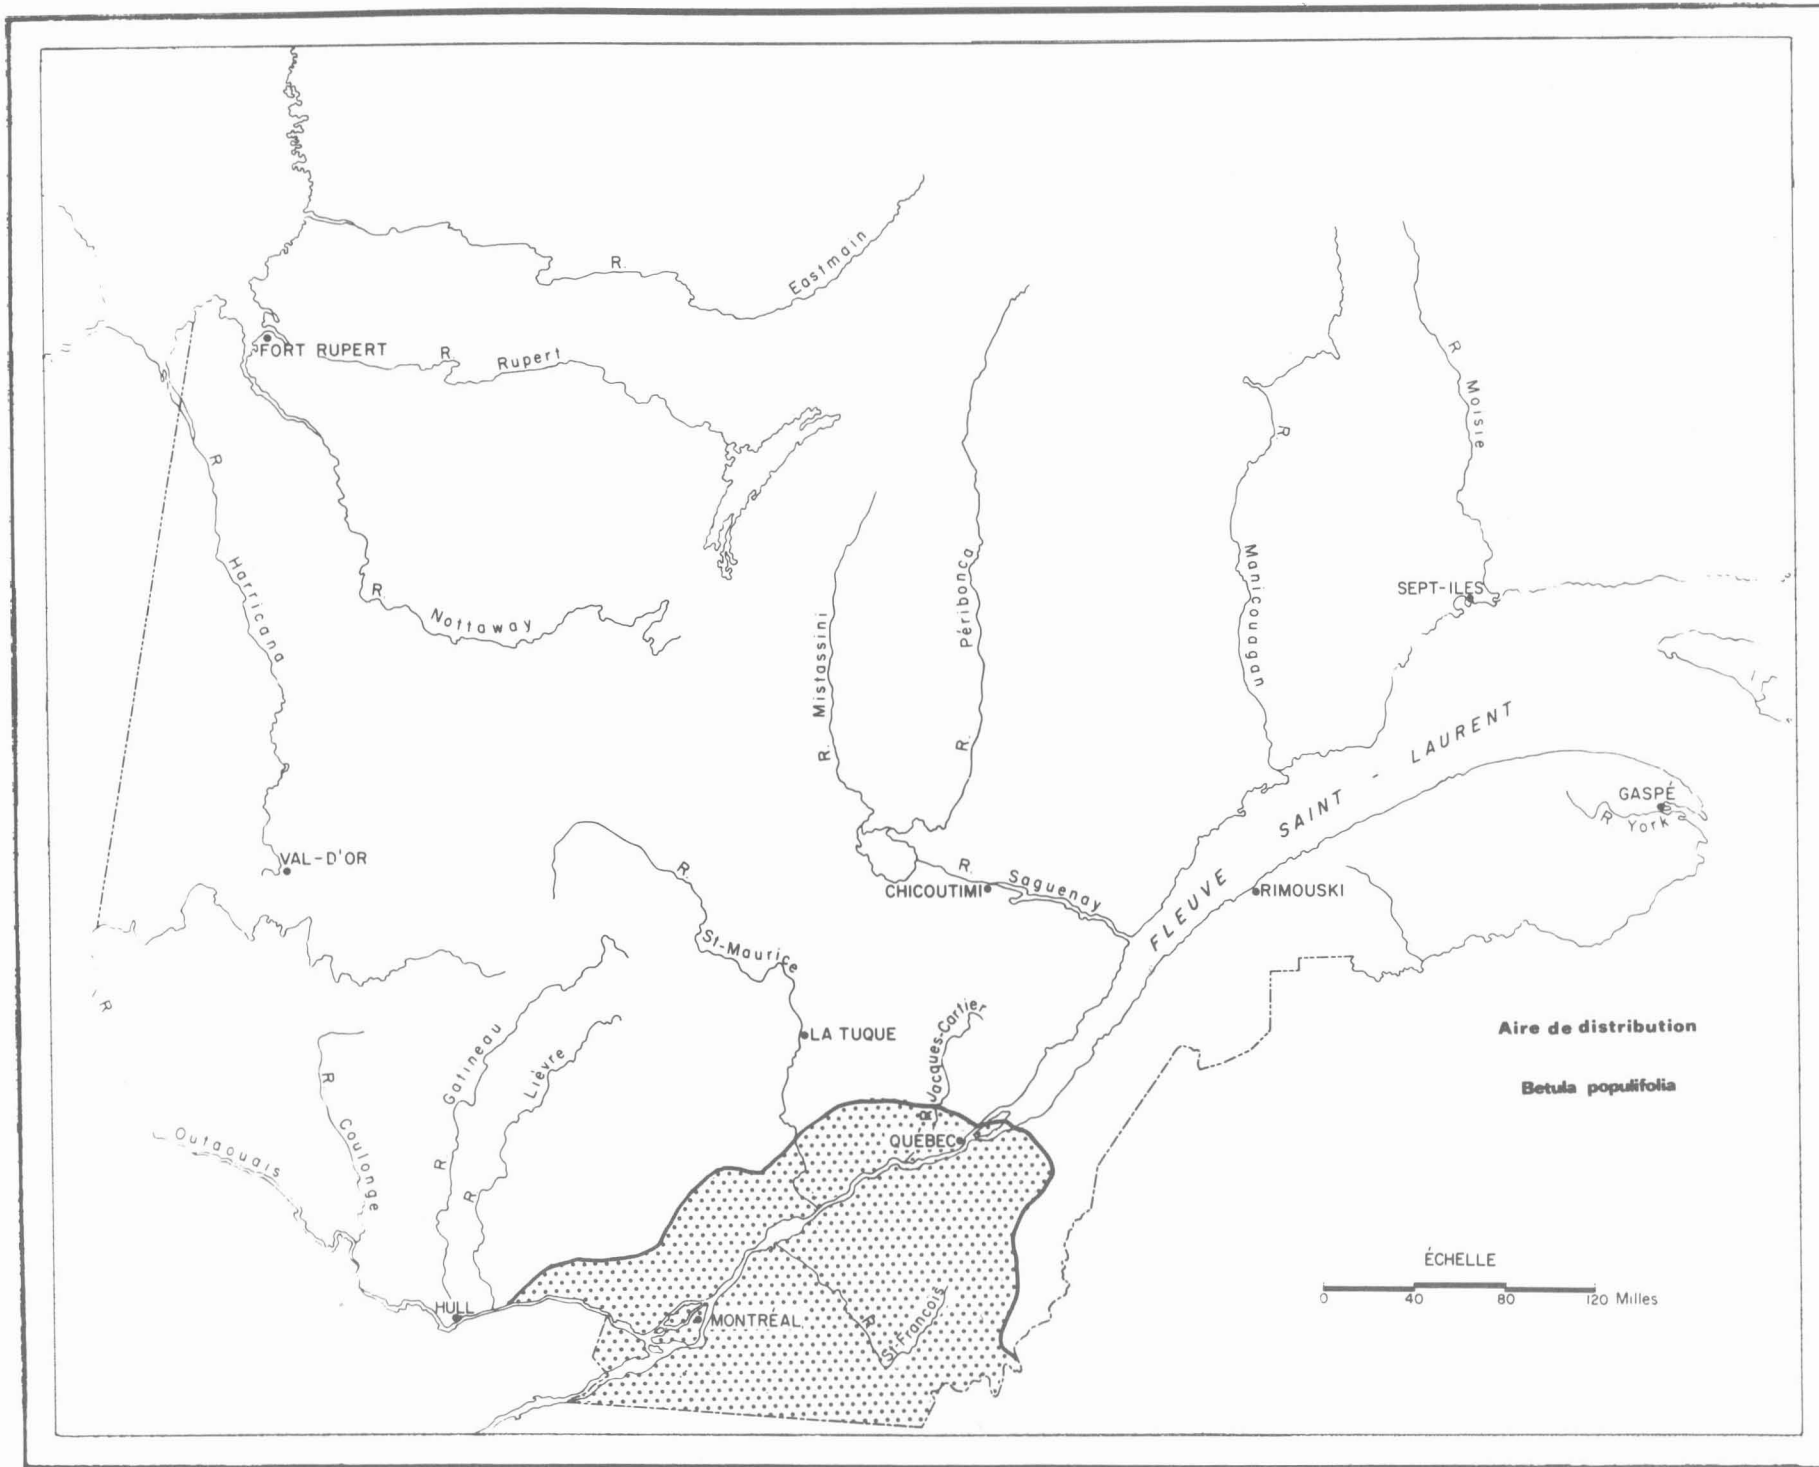 R. Eastmain
FORT RUPERT
R. Rupert
R Moisie
R Harricana
R. Nottaway
R. Mistassini
R. Péribonca
R Manicouagan
SEPT-ILES
FLEUVE SAINT - LAURENT
GASPÉ
R York
VAL-D'OR
R. St-Maurice
CHICOUTIMI
R. Saguenay
RIMOUSKI
R
LA TUQUE
R Jacques-Cartier
Aire de distribution
Betula populifolia
R Gatineau
R Lièvre
R Coulonge
Outaouais
QUÉBEC
ÉCHELLE
0 40 80 120 Milles
HULL
MONTRÉAL
R St-François